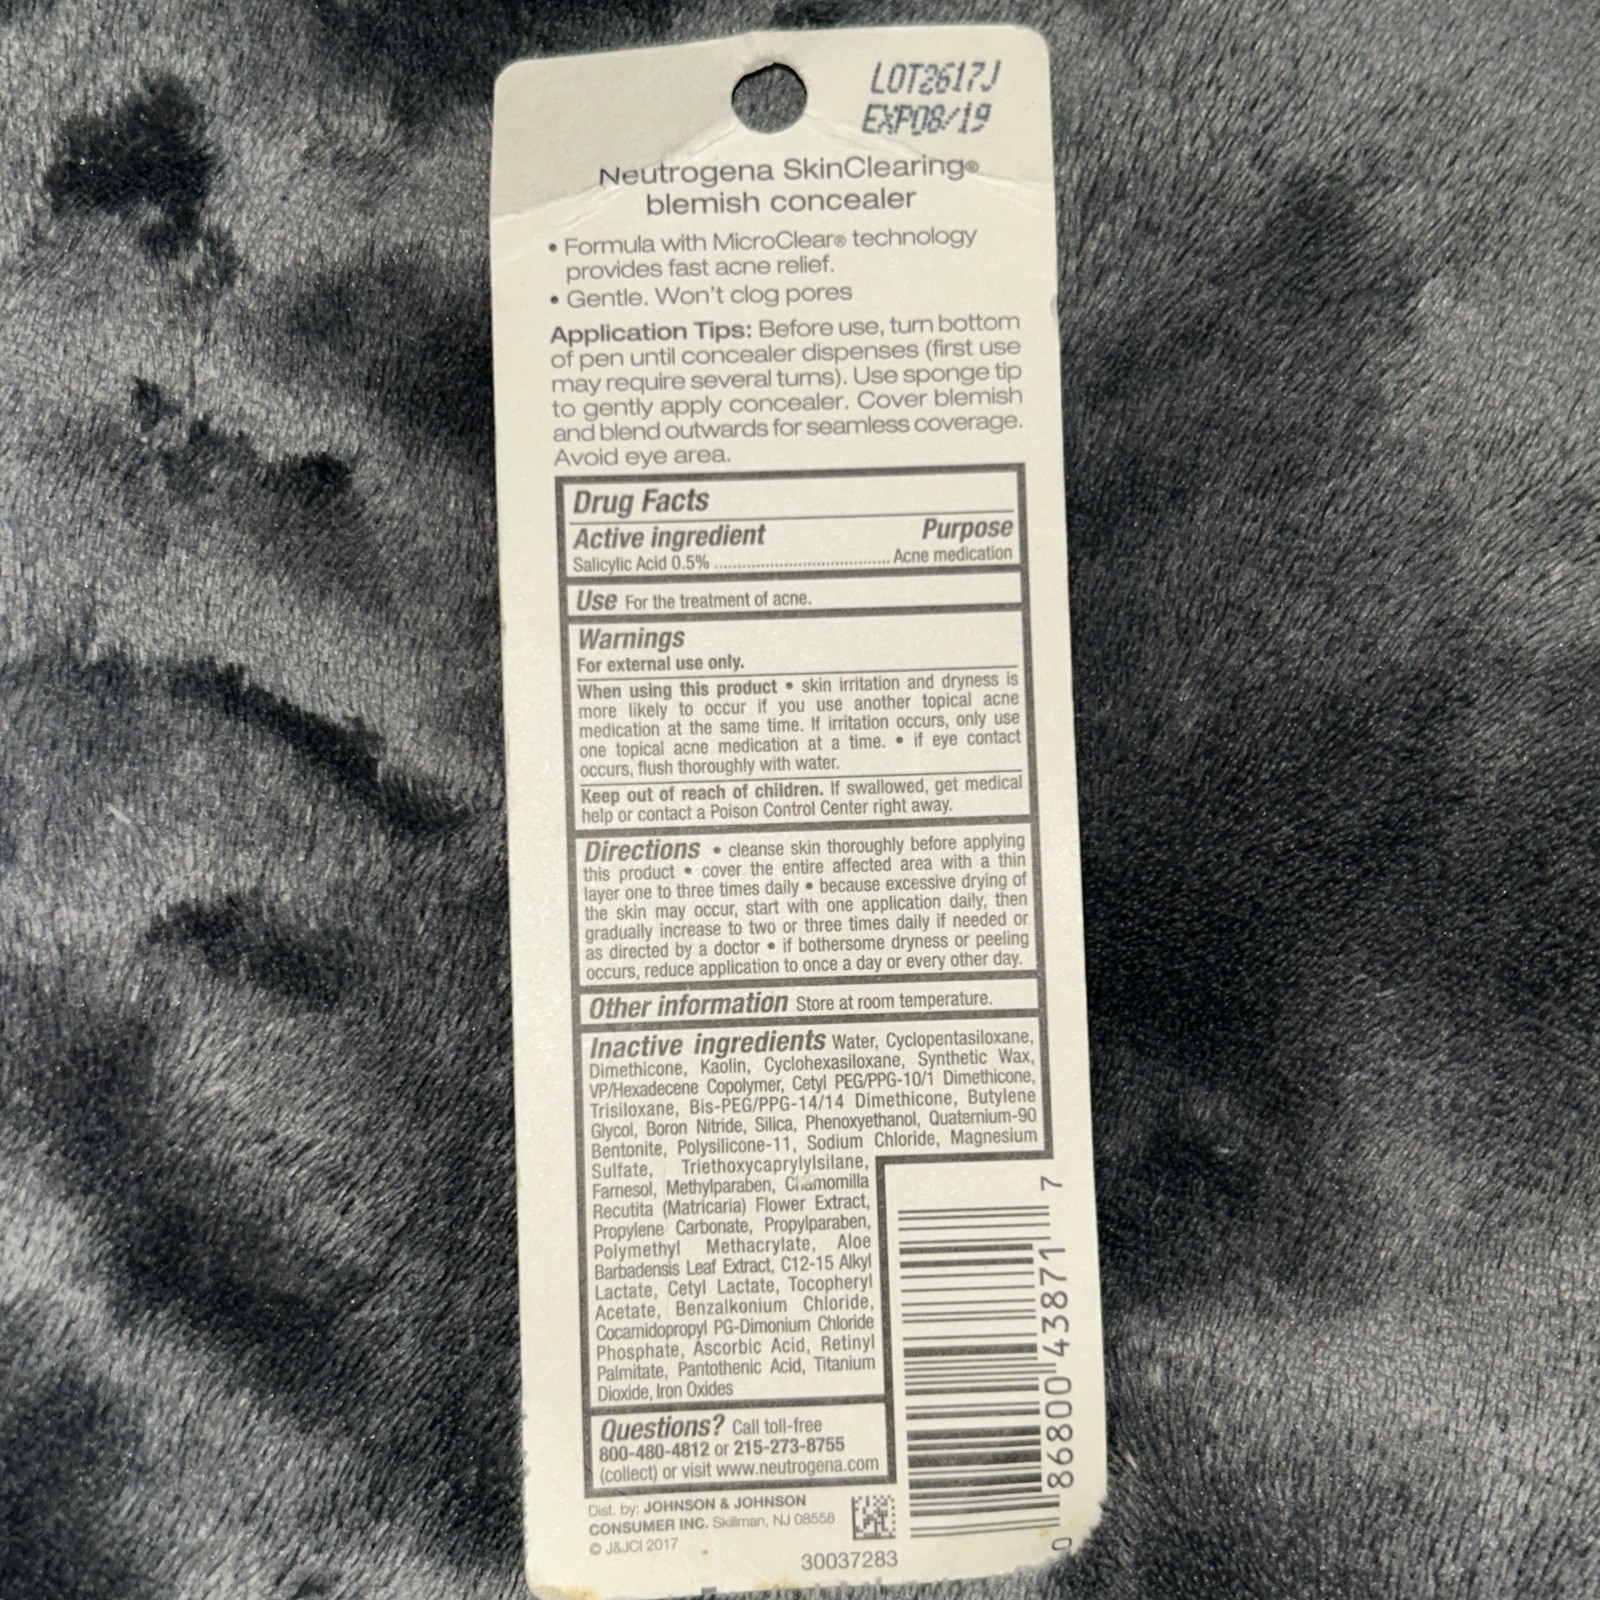 LOT2617J
EXP08/19
Neutrogena SkinClearing®
blemish concealer
• Formula with MicroClear® technology
provides fast acne relief.
• Gentle. Won't clog pores
Application Tips: Before use, turn bottom
of pen until concealer dispenses (first use
may require several turns). Use sponge tip
to gently apply concealer. Cover blemish
and blend outwards for seamless coverage.
Avoid eye area.
Drug Facts
Active ingredient Purpose
Salicylic Acid 0.5% ..................................... Acne medication
Use For the treatment of acne.
Warnings
For external use only.
When using this product • skin irritation and dryness is
more likely to occur if you use another topical acne
medication at the same time. If irritation occurs, only use
one topical acne medication at a time. • if eye contact
occurs, flush thoroughly with water.
Keep out of reach of children. If swallowed, get medical
help or contact a Poison Control Center right away.
Directions • cleanse skin thoroughly before applying
this product • cover the entire affected area with a thin
layer one to three times daily • because excessive drying of
the skin may occur, start with one application daily, then
gradually increase to two or three times daily if needed or
as directed by a doctor • if bothersome dryness or peeling
occurs, reduce application to once a day or every other day.
Other information Store at room temperature.
Inactive ingredients Water, Cyclopentasiloxane,
Dimethicone, Kaolin, Cyclohexasiloxane, Synthetic Wax,
VP/Hexadecene Copolymer, Cetyl PEG/PPG-10/1 Dimethicone,
Trisiloxane, Bis-PEG/PPG-14/14 Dimethicone, Butylene
Glycol, Boron Nitride, Silica, Phenoxyethanol, Quaternium-90
Bentonite, Polysilicone-11, Sodium Chloride, Magnesium
Sulfate, Triethoxycaprylylsilane,
Farnesol, Methylparaben, Chamomilla
Recutita (Matricaria) Flower Extract,
Propylene Carbonate, Propylparaben,
Polymethyl Methacrylate, Aloe
Barbadensis Leaf Extract, C12-15 Alkyl
Lactate, Cetyl Lactate, Tocopheryl
Acetate, Benzalkonium Chloride,
Cocamidopropyl PG-Dimonium Chloride
Phosphate, Ascorbic Acid, Retinyl
Palmitate, Pantothenic Acid, Titanium
Dioxide, Iron Oxides
Questions? Call toll-free
800-480-4812 or 215-273-8755
(collect) or visit www.neutrogena.com
Dist. by: JOHNSON & JOHNSON
CONSUMER INC. Skillman, NJ 08558
© J&JCI 2017
30037283
0 86800 43871 7